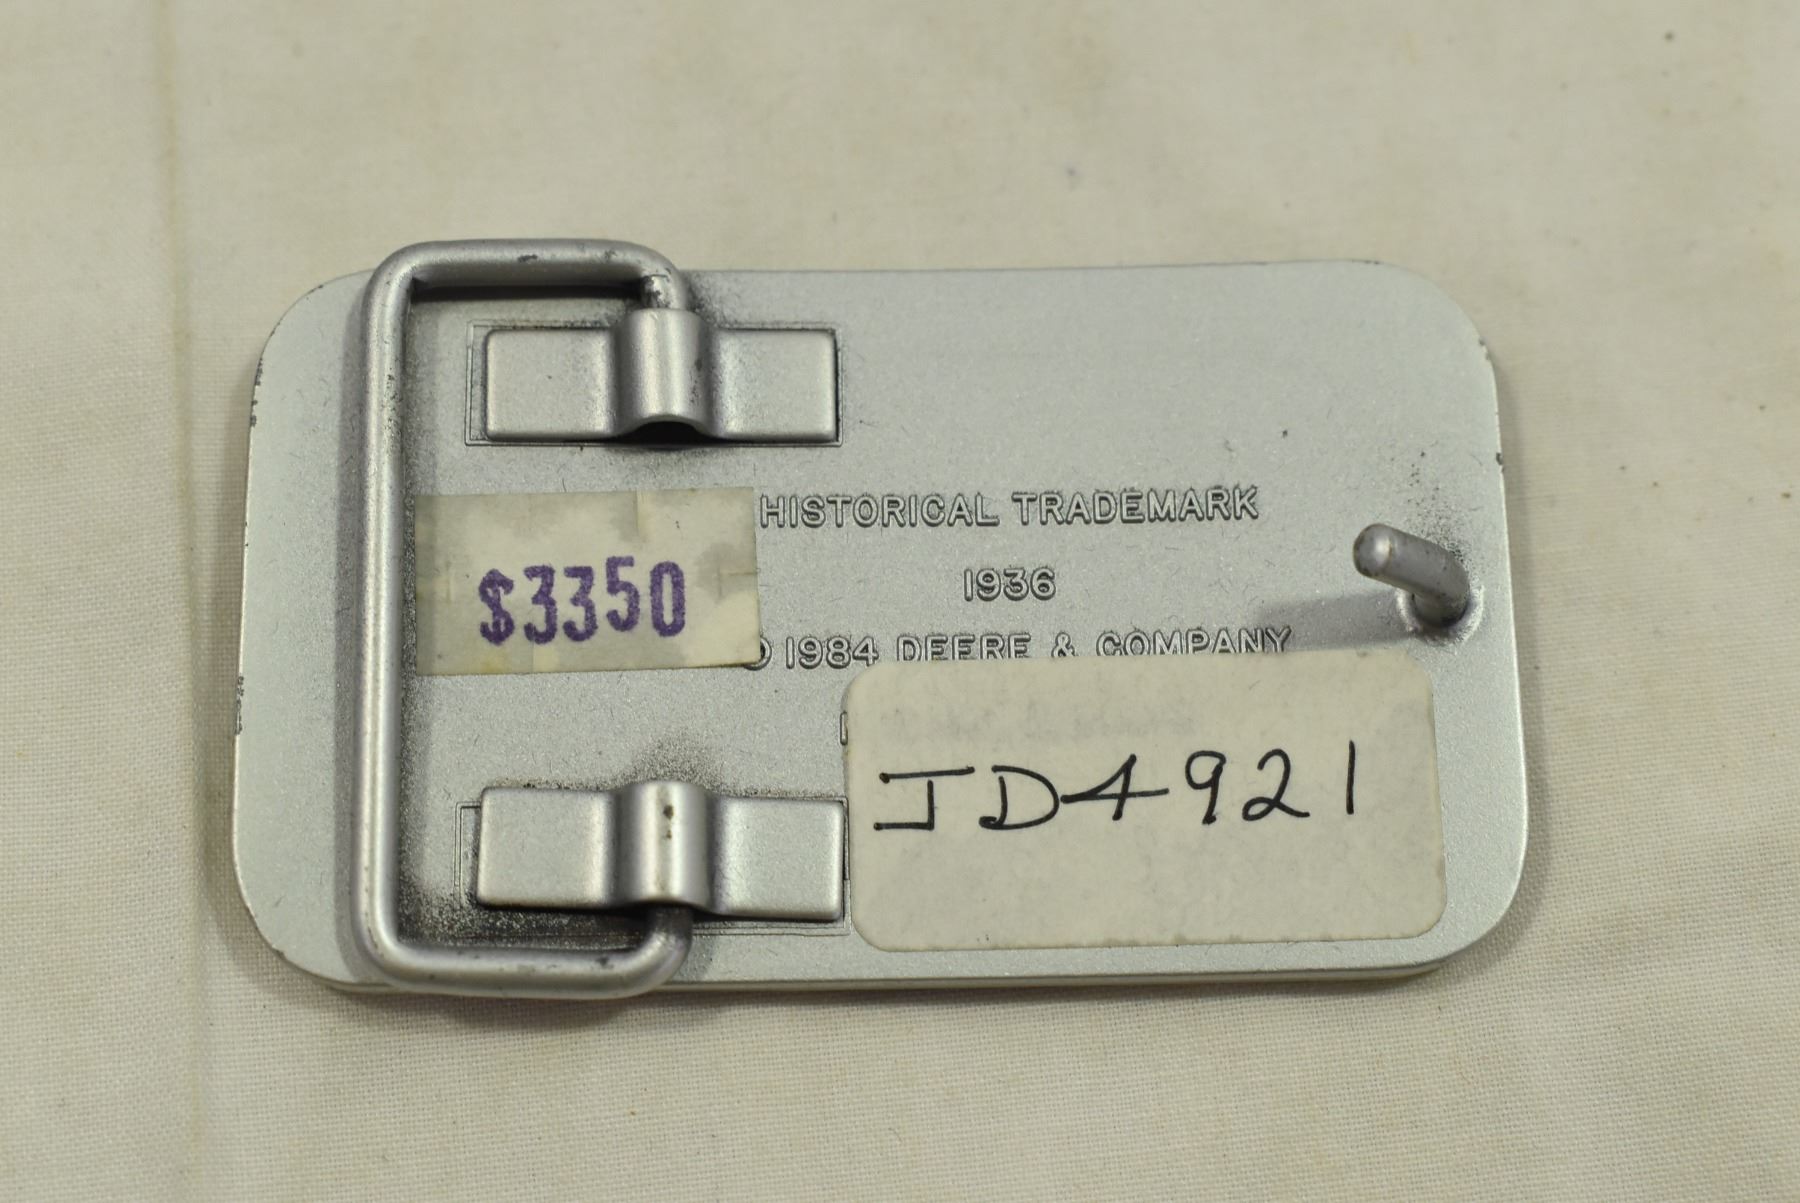 HISTORICAL TRADEMARK
$3350
1936
1984 DEERE & COMPANY
JD4921